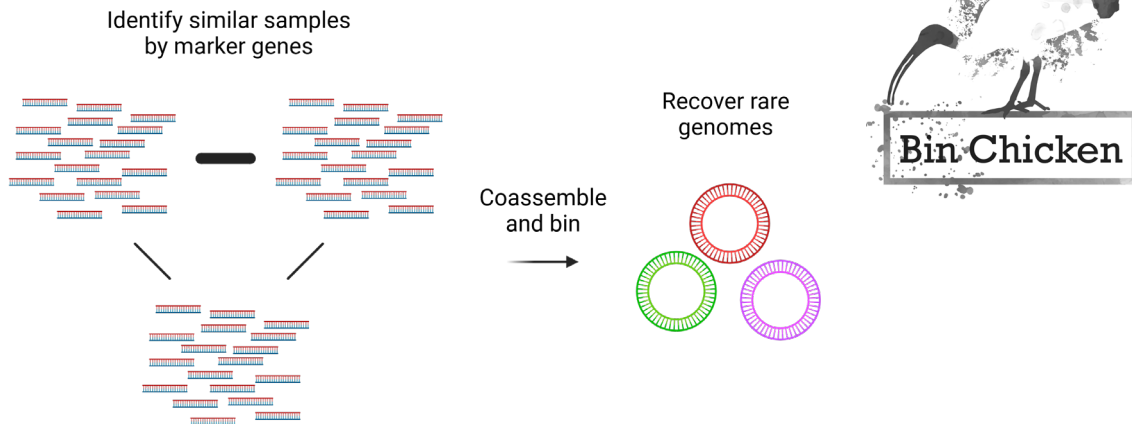 Identify similar samples
by marker genes
Coassemble
and bin
Recover rare
genomes
Bin Chicken